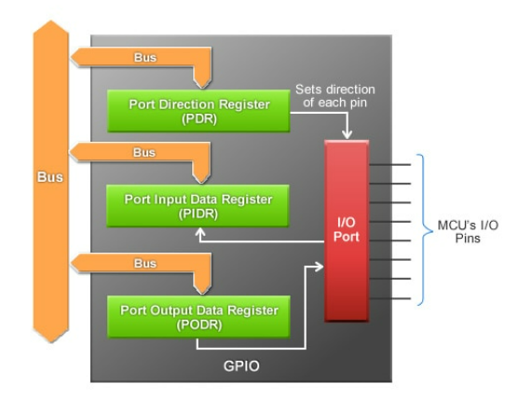 Bus
Port Direction Register
(PDR)
Sets direction
of each pin
Bus
Bus
Port Input Data Register
(PIDR)
I/O
Port
MCU's I/O
Pins
Bus
Port Output Data Register
(PODR)
GPIO